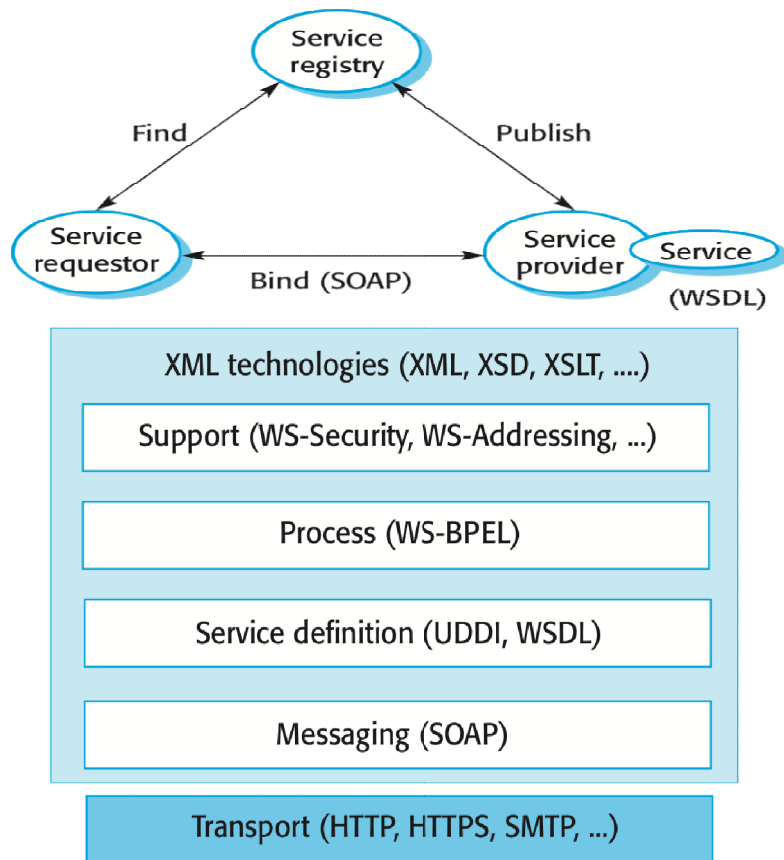 Service
registry
Find
Publish
Service
requestor
Service
provider
Service
Bind (SOAP)
(WSDL)
XML technologies (XML, XSD, XSLT, ....)
Support (WS-Security, WS-Addressing, ...)
Process (WS-BPEL)
Service definition (UDDI, WSDL)
Messaging (SOAP)
Transport (HTTP, HTTPS, SMTP, ...)